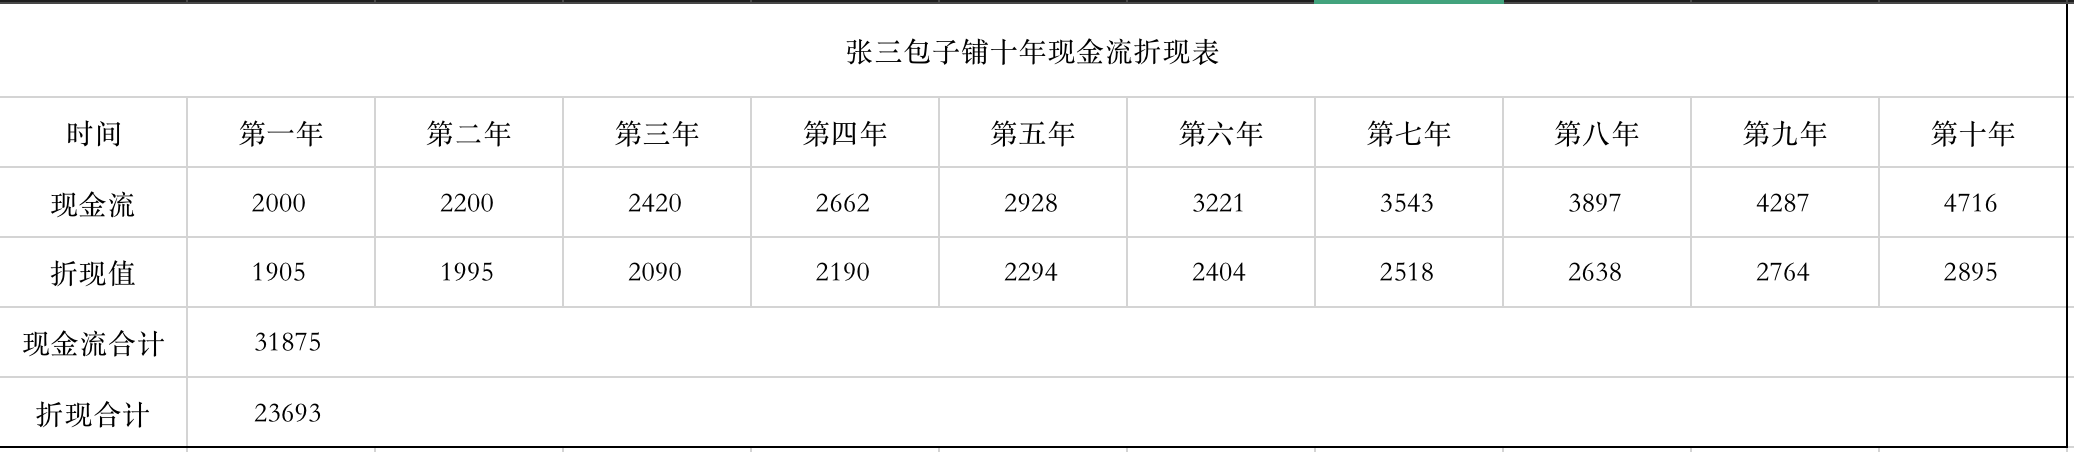 张三包子铺十年现金流折现表
时间 第一年 第二年 第三年 第四年 第五年 第六年 第七年 第八年 第九年 第十年
现金流 2000 2200 2420 2662 2928 3221 3543 3897 4287 4716
折现值 1905 1995 2090 2190 2294 2404 2518 2638 2764 2895
现金流合计 31875
折现合计 23693